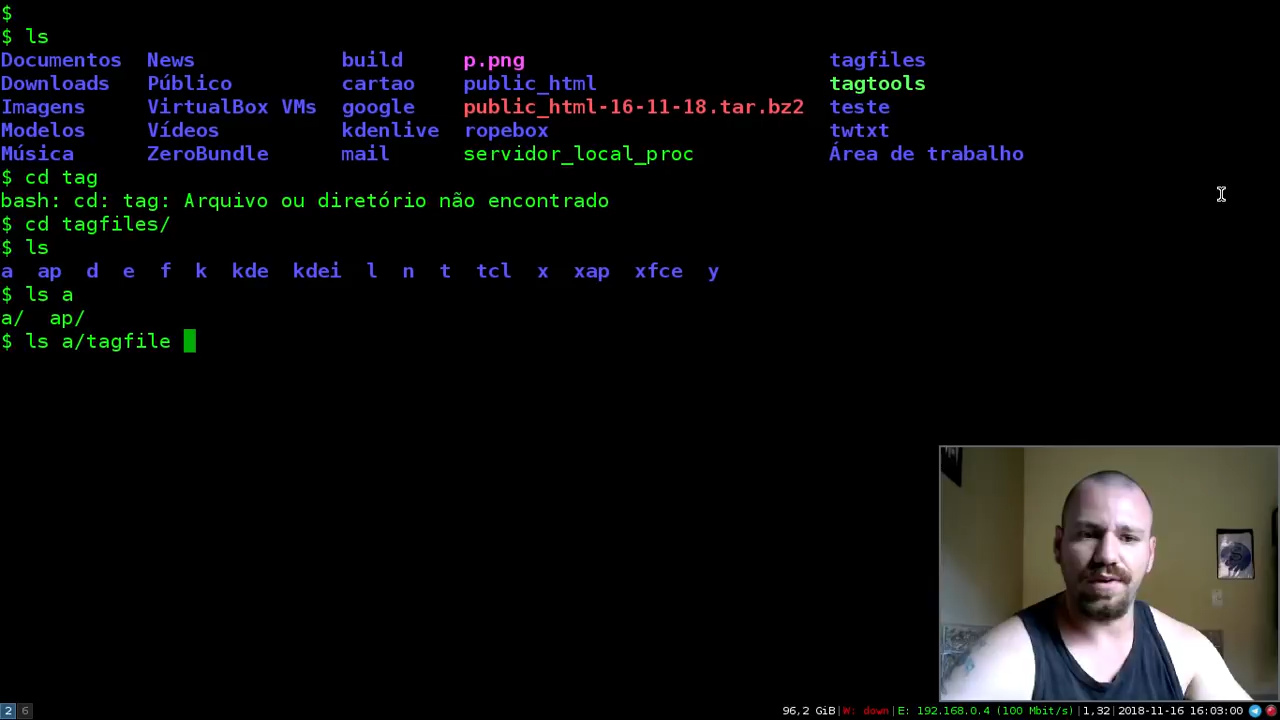 $
$ ls
Documentos News build p.png tagfiles
Downloads Público cartao public_html tagtools
Imagens VirtualBox VMs google public_html-16-11-18.tar.bz2 teste
Modelos Vídeos kdenlive ropebox twtxt
Música ZeroBundle mail servidor_local_proc Área de trabalho
$ cd tag
bash: cd: tag: Arquivo ou diretório não encontrado
$ cd tagfiles/
$ ls
a ap d e f k kde kdei l n t tcl x xap xfce y
$ ls a
a/ ap/
$ ls a/tagfile
2 6 96,2 GiB|W: down|E: 192.168.0.4 (100 Mbit/s)|1,32|2018-11-16 16:03:00